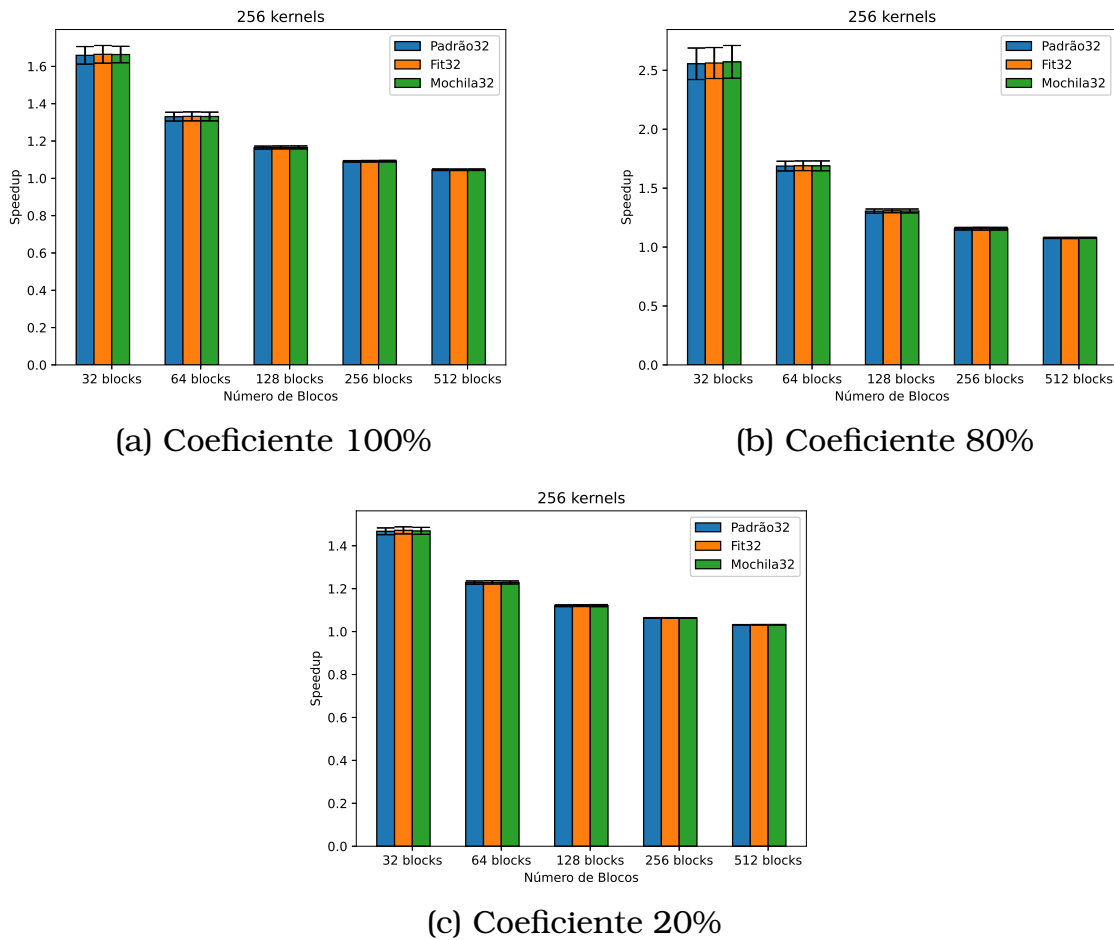 256 kernels
Padrão32
Fit32
Mochila32
Speedup
1.6
1.4
1.2
1.0
0.8
0.6
0.4
0.2
0.0
32 blocks 64 blocks 128 blocks 256 blocks 512 blocks
Número de Blocos
(a) Coeficiente 100%
256 kernels
Padrão32
Fit32
Mochila32
Speedup
2.5
2.0
1.5
1.0
0.5
0.0
32 blocks 64 blocks 128 blocks 256 blocks 512 blocks
Número de Blocos
(b) Coeficiente 80%
256 kernels
Padrão32
Fit32
Mochila32
Speedup
1.4
1.2
1.0
0.8
0.6
0.4
0.2
0.0
32 blocks 64 blocks 128 blocks 256 blocks 512 blocks
Número de Blocos
(c) Coeficiente 20%